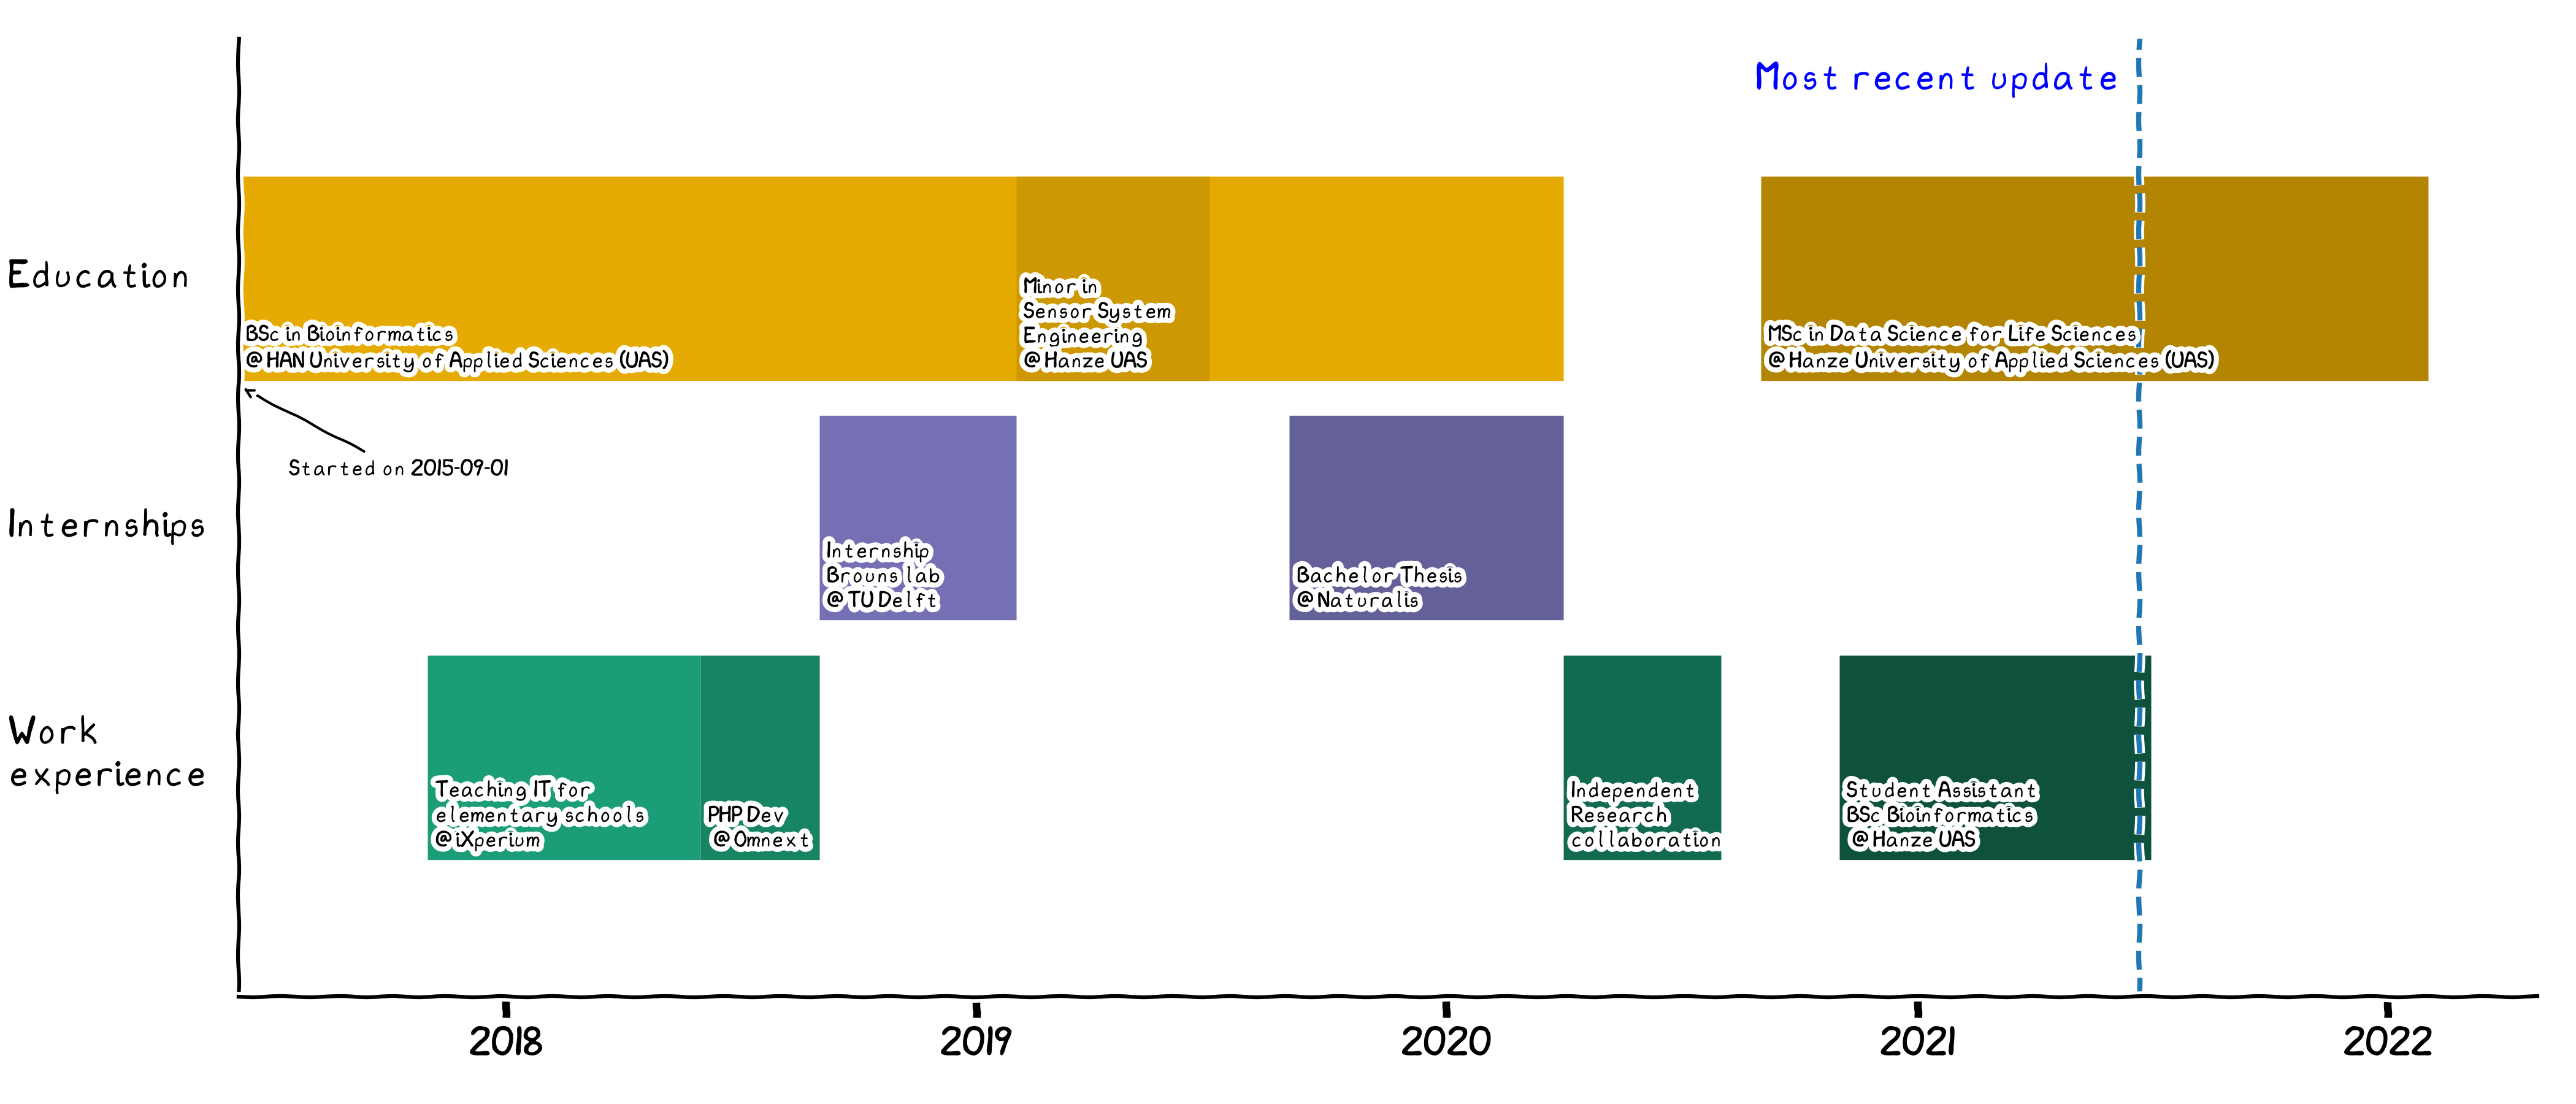 Most recent update
Education
BSc in Bioinformatics
@ HAN University of Applied Sciences (UAS)
Minor in
Sensor System
Engineering
@ Hanze UAS
MSc in Data Science for Life Sciences
@ Hanze University of Applied Sciences (UAS)
Started on 2015-09-01
Internships
Internship
Brouns lab
@ TU Delft
Bachelor Thesis
@ Naturalis
Work
experience
Teaching IT for
elementary schools
@ iXperium
PHP Dev
@ Omnext
Independent
Research
collaboration
Student Assistant
BSc Bioinformatics
@ Hanze UAS
2018
2019
2020
2021
2022